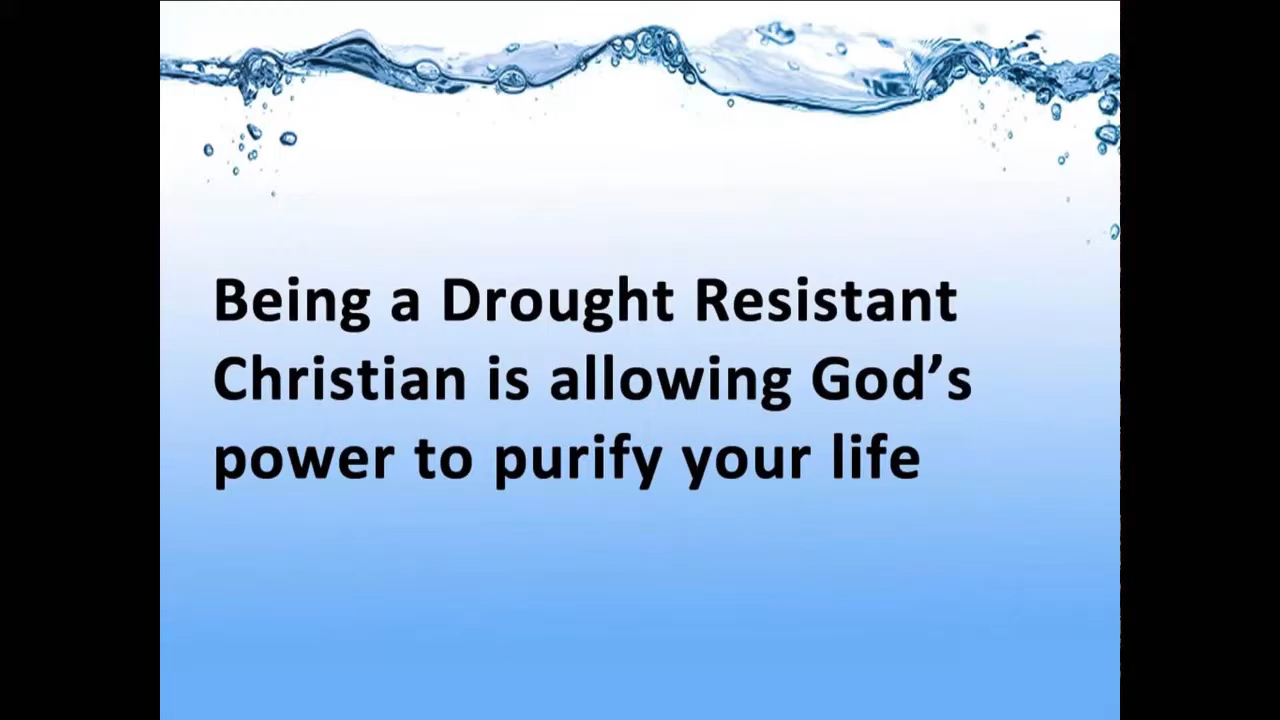 Being a Drought Resistant
Christian is allowing God’s
power to purify your life